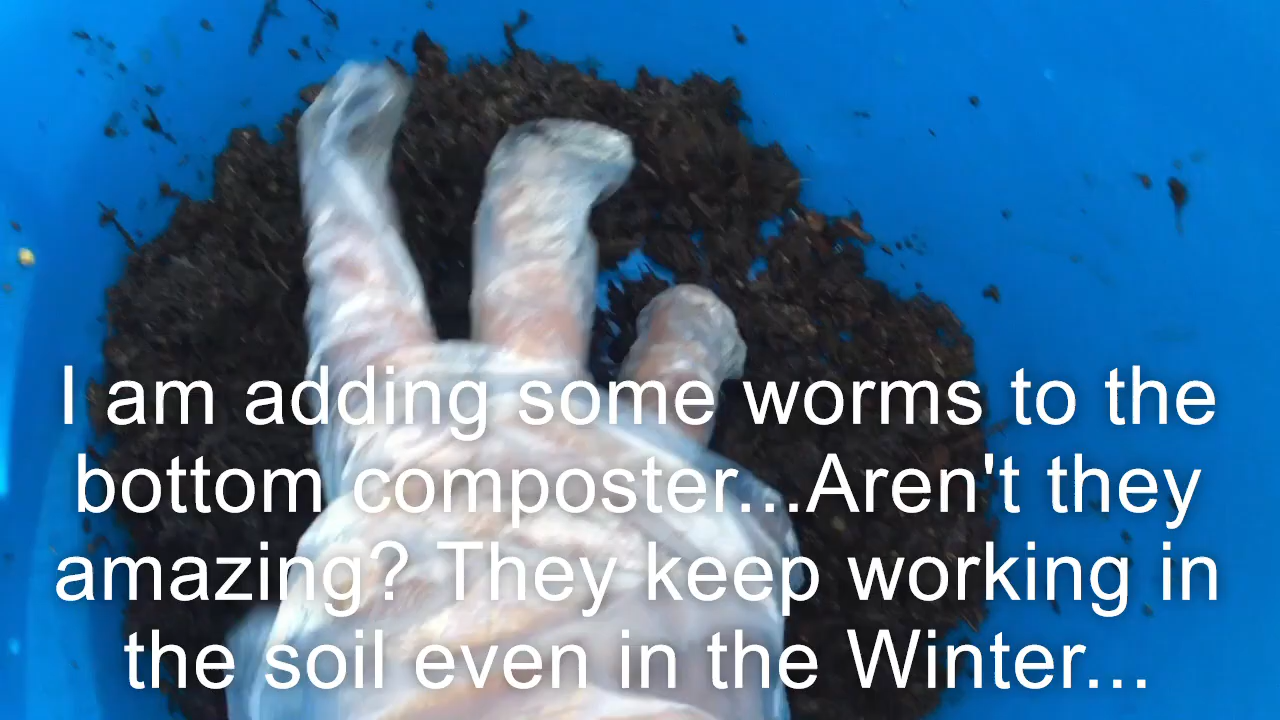 I am adding some worms to the
bottom composter...Aren't they
amazing? They keep working in
the soil even in the Winter...